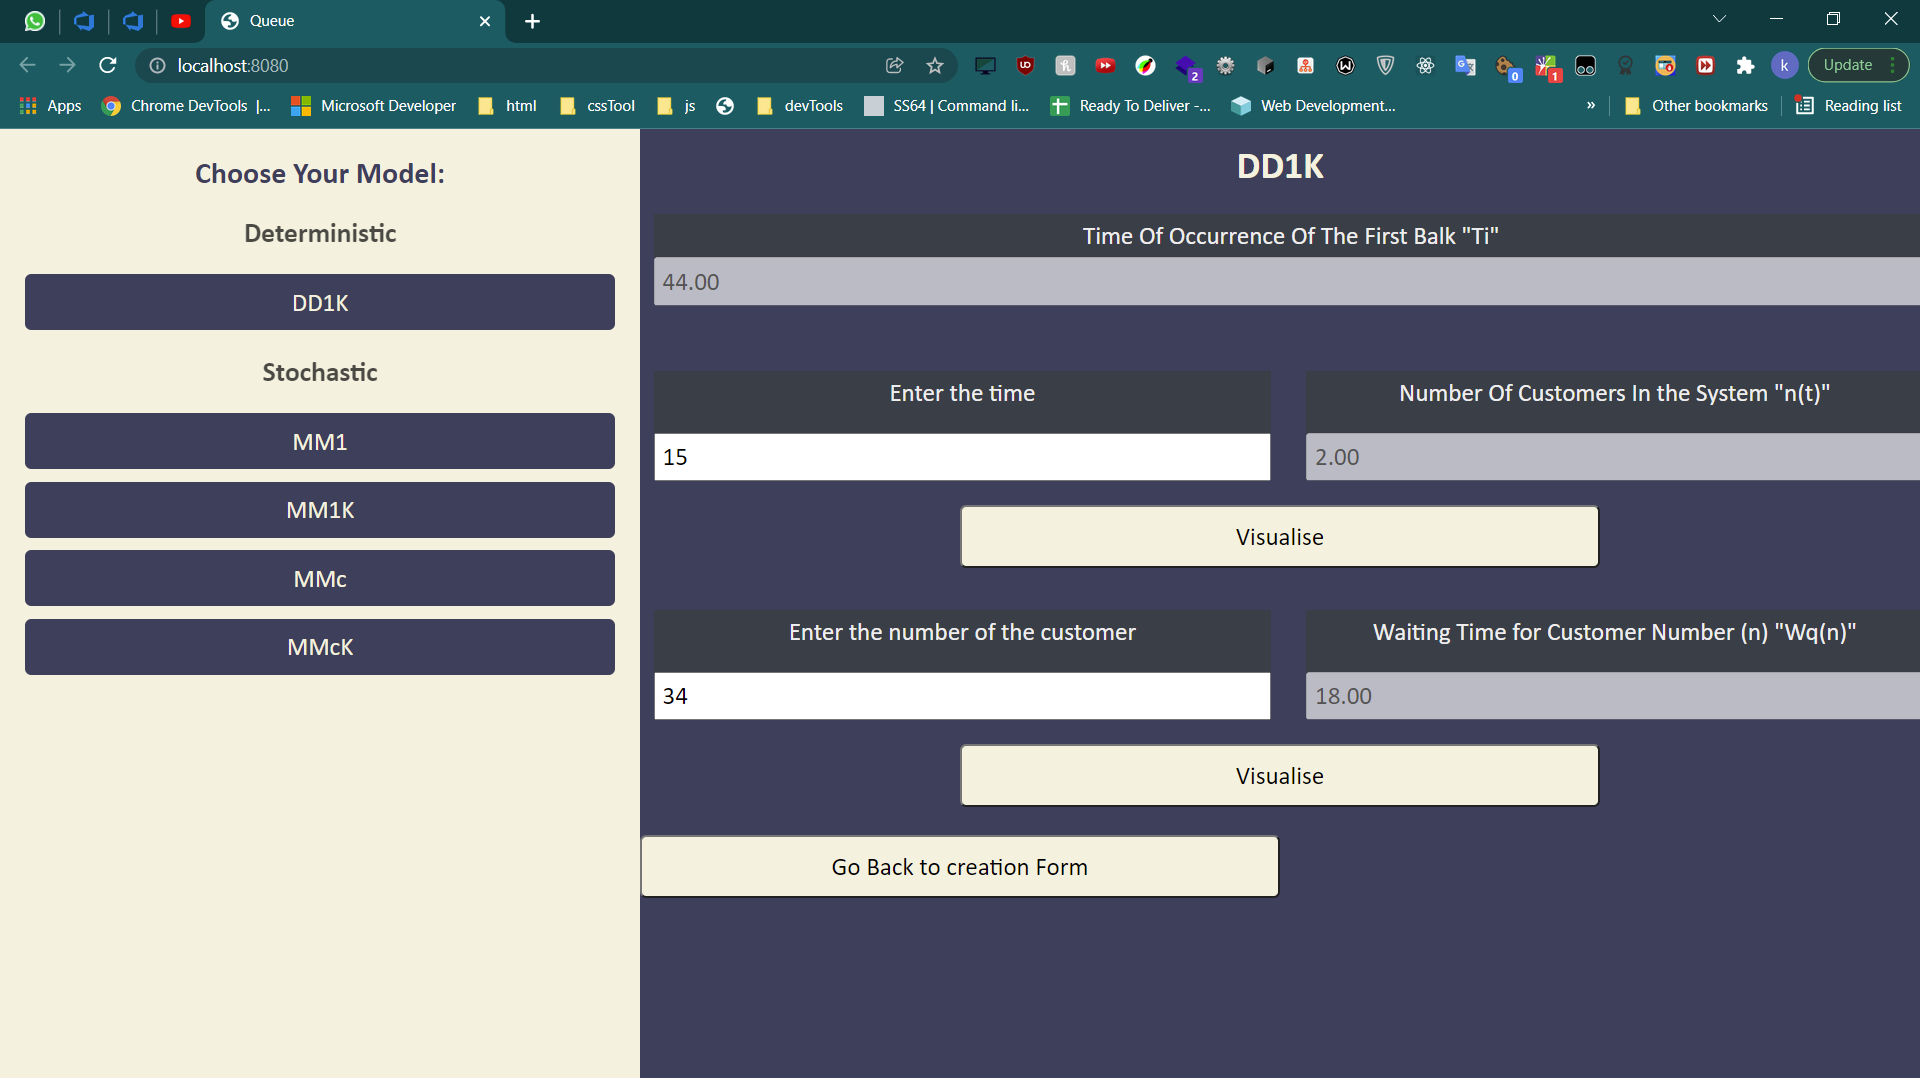 Queue
localhost:8080
2
0
1
k
Update
Apps
Chrome DevTools |...
Microsoft Developer
html
cssTool
js
devTools
SS64 | Command li...
Ready To Deliver -...
Web Development...
»
Other bookmarks
Reading list
Choose Your Model:
Deterministic
DD1K
Stochastic
MM1
MM1K
MMc
MMcK
DD1K
Time Of Occurrence Of The First Balk "Ti"
44.00
Enter the time
Number Of Customers In the System "n(t)"
15
2.00
Visualise
Enter the number of the customer
Waiting Time for Customer Number (n) "Wq(n)"
34
18.00
Visualise
Go Back to creation Form